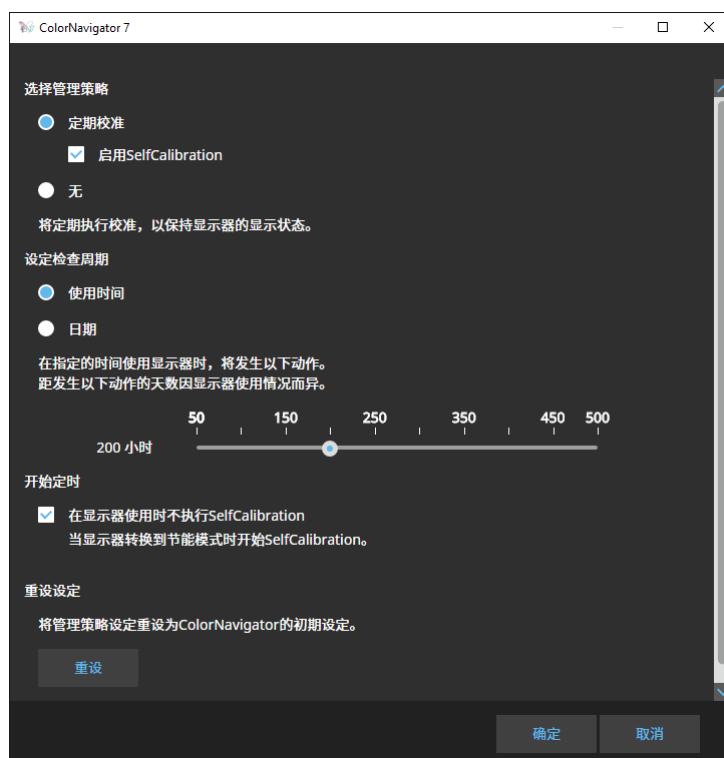 ColorNavigator 7
选择管理策略
定期校准
启用SelfCalibration
无
将定期执行校准，以保持显示器的显示状态。
设定检查周期
使用时间
日期
在指定的时间使用显示器时，将发生以下动作。
距发生以下动作的天数因显示器使用情况而异。
50 150 250 350 450 500
200 小时
开始定时
在显示器使用时不执行SelfCalibration
当显示器转换到节能模式时开始SelfCalibration。
重设设定
将管理策略设定重设为ColorNavigator的初期设定。
重设
确定 取消